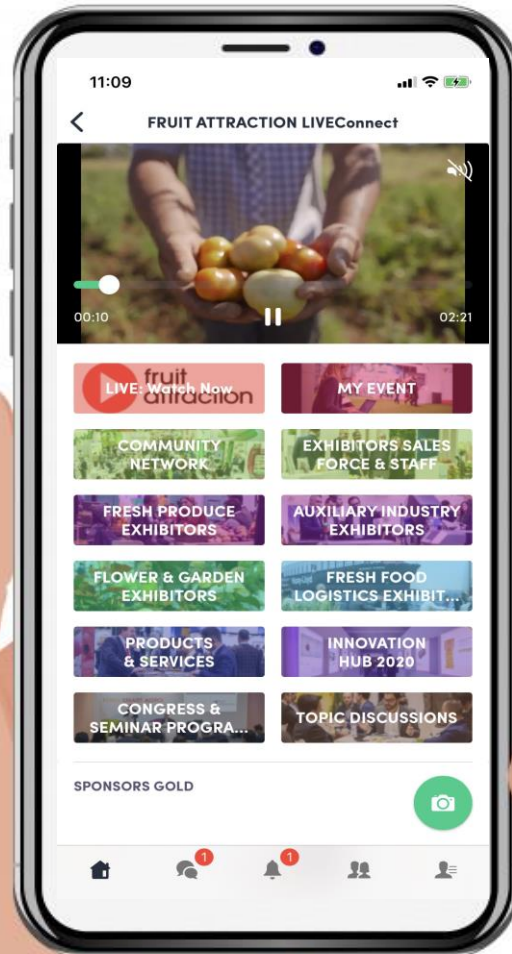 11:09
FRUIT ATTRACTION LIVEConnect
00:10
02:21
fruit
attraction
LIVE: Watch Now
MY EVENT
COMMUNITY
NETWORK
EXHIBITORS SALES
FORCE & STAFF
FRESH PRODUCE
EXHIBITORS
AUXILIARY INDUSTRY
EXHIBITORS
FLOWER & GARDEN
EXHIBITORS
FRESH FOOD
LOGISTICS EXHIBIT...
PRODUCTS
& SERVICES
INNOVATION
HUB 2020
CONGRESS &
SEMINAR PROGRA...
TOPIC DISCUSSIONS
SPONSORS GOLD
1
1